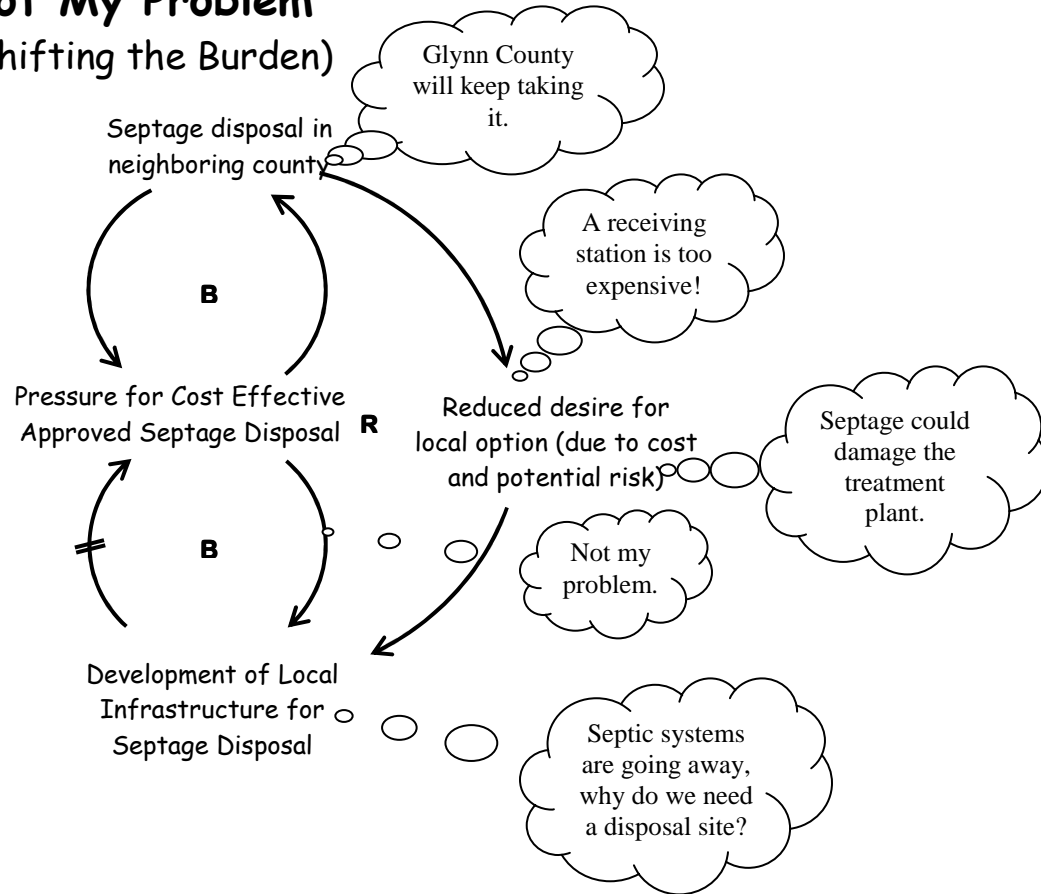 ot My Problem
hifting the Burden)
Glynn County
will keep taking
it.
Septage disposal in
neighboring county
A receiving
station is too
expensive!
B
Pressure for Cost Effective
Approved Septage Disposal
R
Reduced desire for
local option (due to cost
and potential risk)
Septage could
damage the
treatment
plant.
B
Not my
problem.
Development of Local
Infrastructure for
Septage Disposal
Septic systems
are going away,
why do we need
a disposal site?